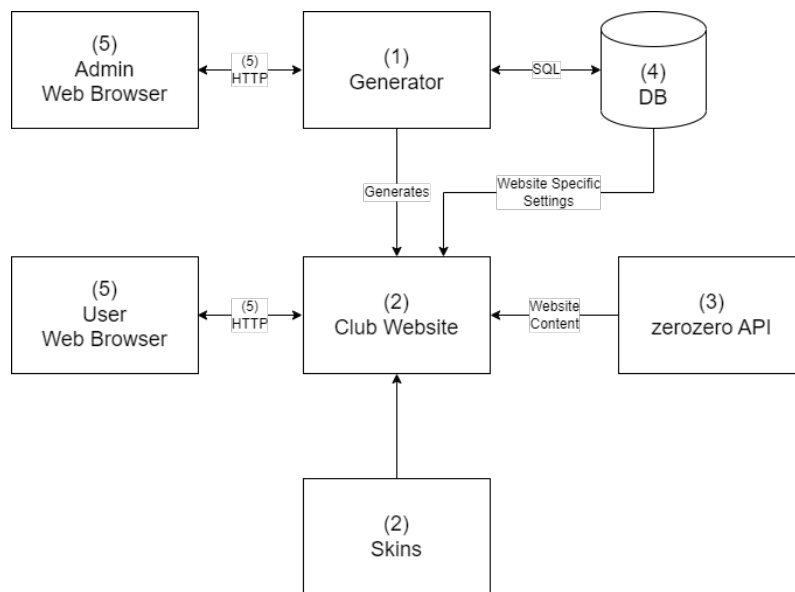 (5)
Admin
Web Browser
(5)
HTTP
(1)
Generator
SQL
(4)
DB
Generates
Website Specific
Settings
(5)
User
Web Browser
(5)
HTTP
(2)
Club Website
Website
Content
(3)
zerozero API
(2)
Skins